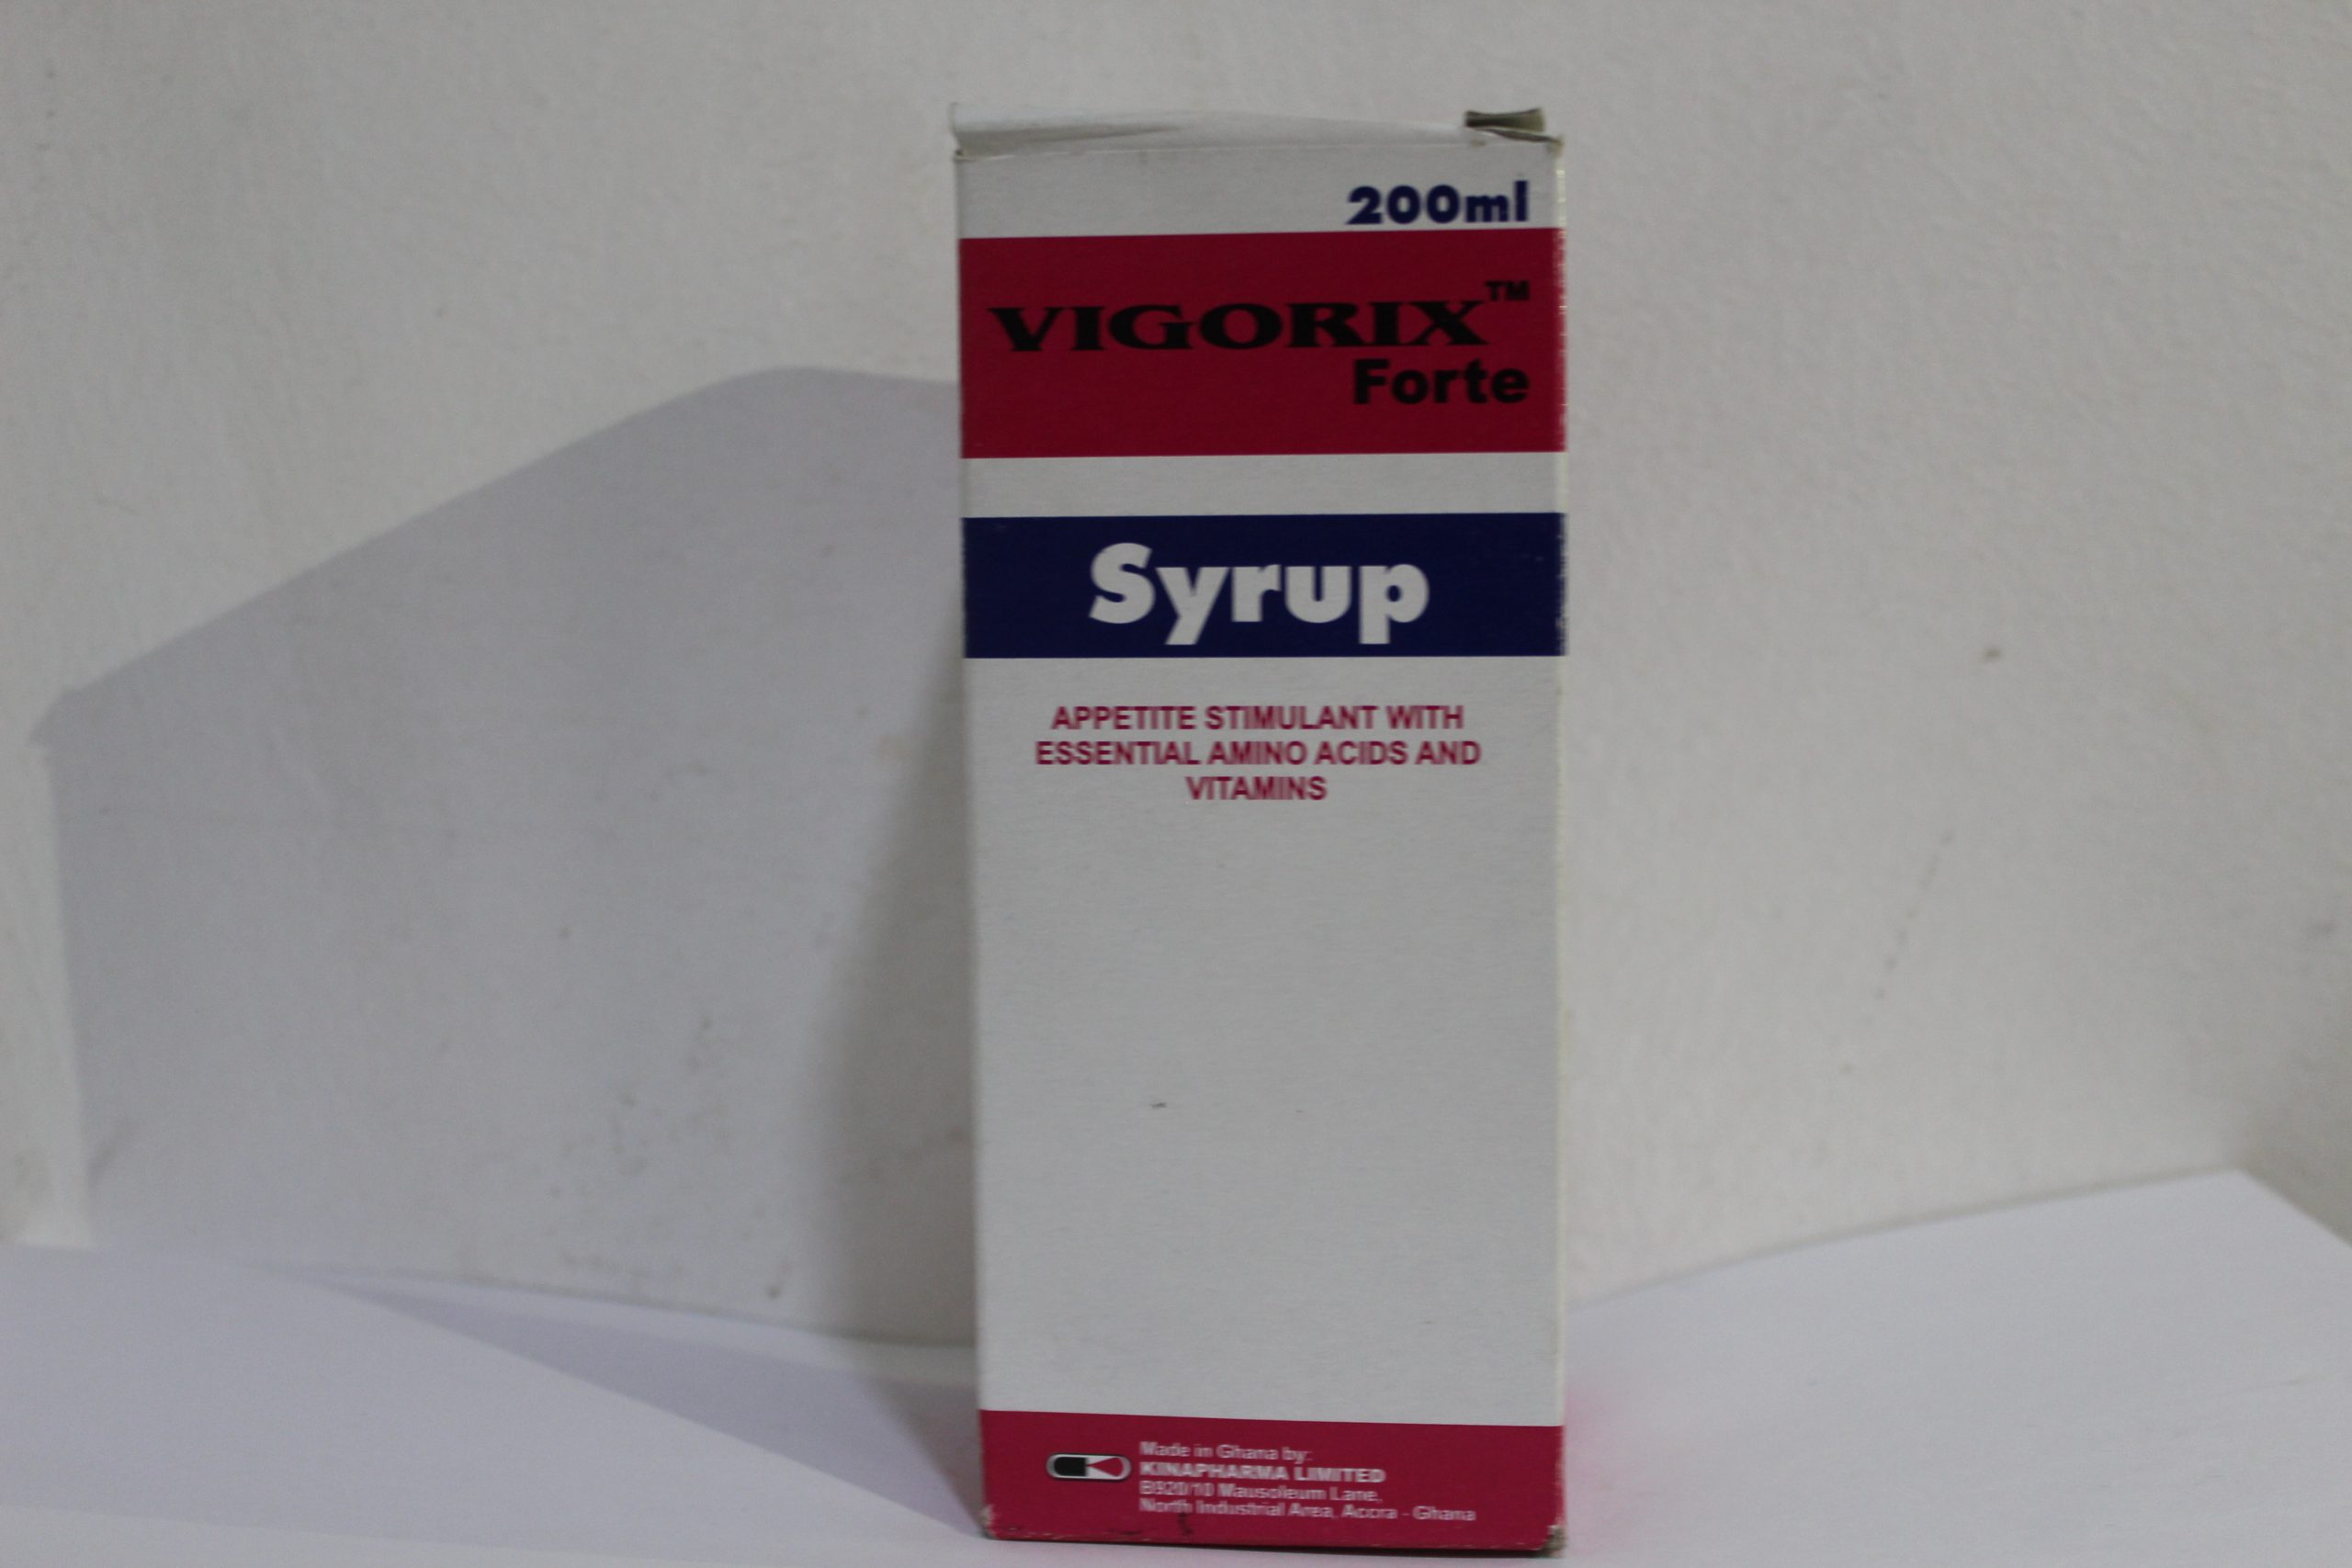 200ml
VIGORIX™
Forte
Syrup
APPETITE STIMULANT WITH
ESSENTIAL AMINO ACIDS AND
VITAMINS
Made in Ghana by:
KINAPHARMA LIMITED
B920/10 Mausoleum Lane,
North Industrial Area, Accra - Ghana